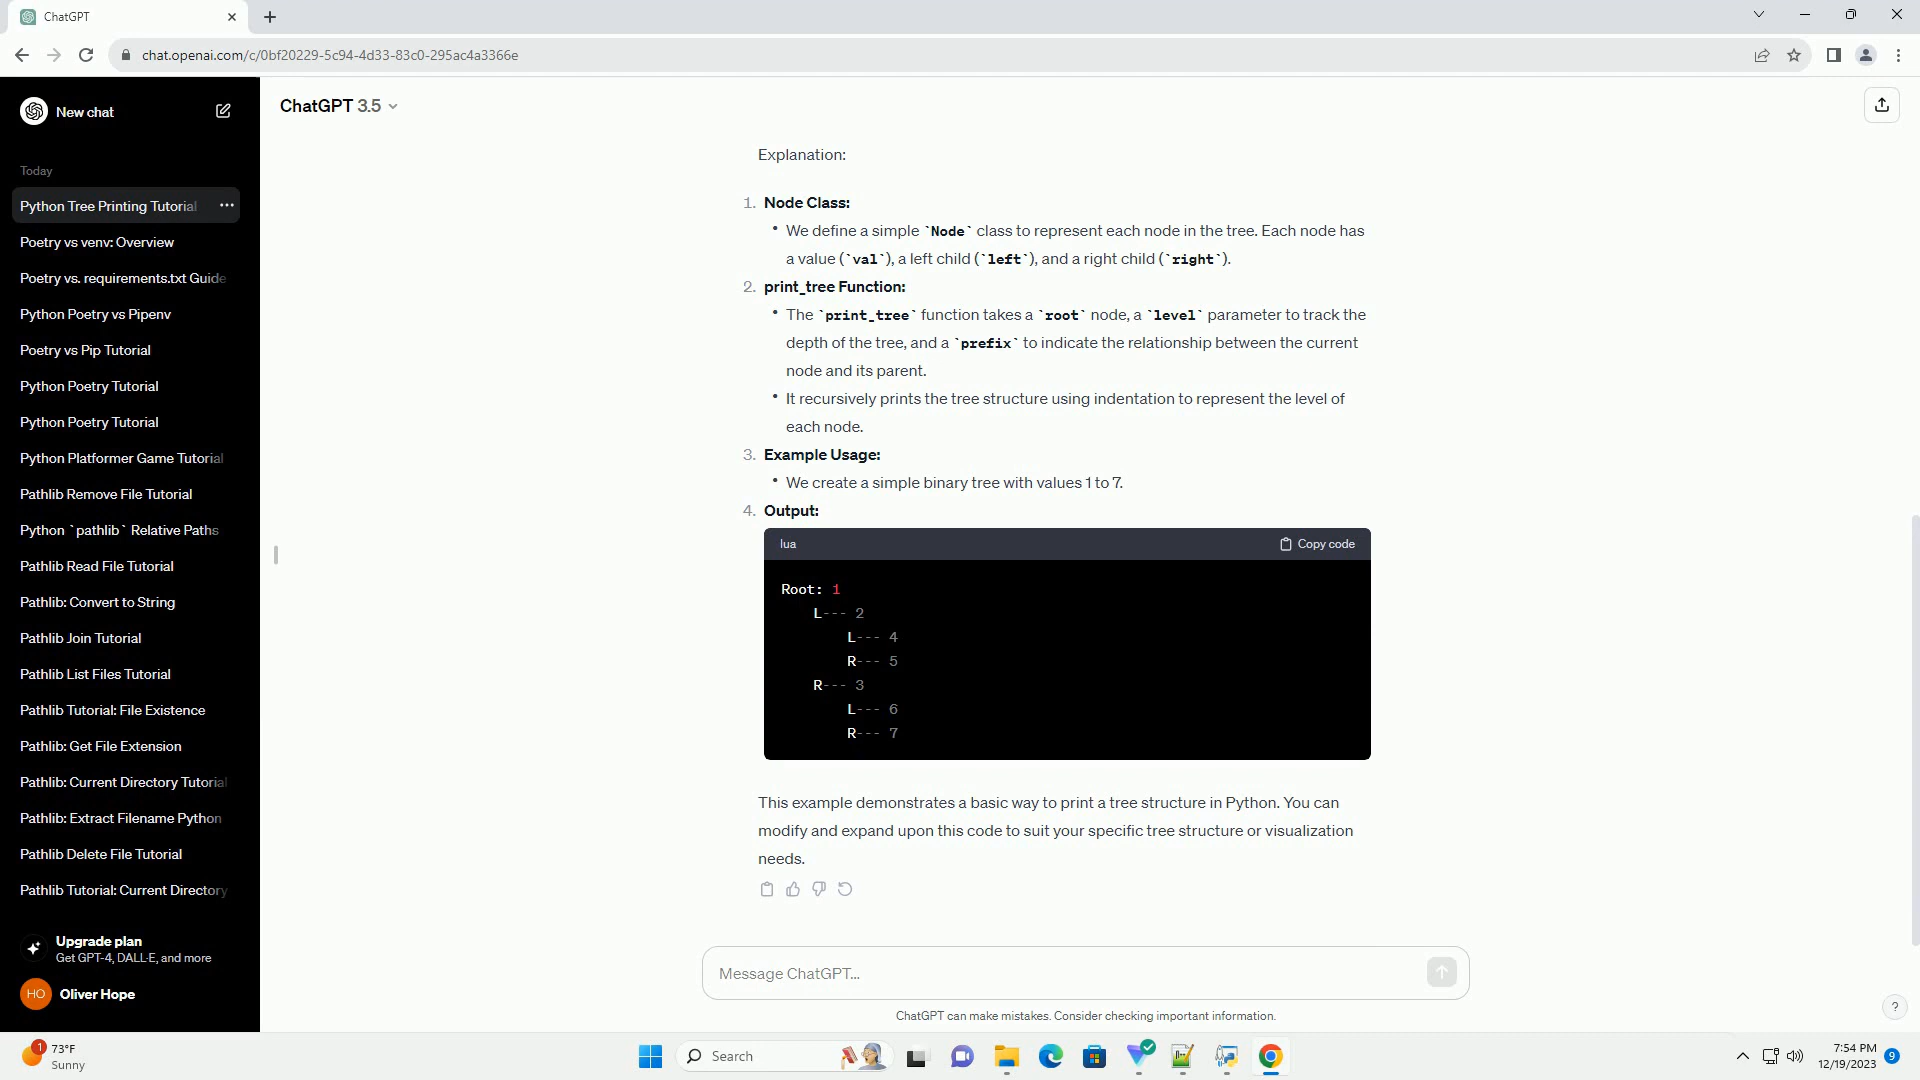 ChatGPT
chat.openai.com/c/0bf20229-5c94-4d33-83c0-295ac4a3366e
New chat
Today
Python Tree Printing Tutorial
Poetry vs venv: Overview
Poetry vs. requirements.txt Guide
Python Poetry vs Pipenv
Poetry vs Pip Tutorial
Python Poetry Tutorial
Python Poetry Tutorial
Python Platformer Game Tutorial
Pathlib Remove File Tutorial
Python `pathlib` Relative Paths
Pathlib Read File Tutorial
Pathlib: Convert to String
Pathlib Join Tutorial
Pathlib List Files Tutorial
Pathlib Tutorial: File Existence
Pathlib: Get File Extension
Pathlib: Current Directory Tutorial
Pathlib: Extract Filename Python
Pathlib Delete File Tutorial
Pathlib Tutorial: Current Directory
Upgrade plan
Get GPT-4, DALL·E, and more
HO Oliver Hope
ChatGPT 3.5
Explanation:
1. Node Class:
• We define a simple `Node` class to represent each node in the tree. Each node has
a value (`val`), a left child (`left`), and a right child (`right`).
2. print_tree Function:
• The `print_tree` function takes a `root` node, a `level` parameter to track the
depth of the tree, and a `prefix` to indicate the relationship between the current
node and its parent.
• It recursively prints the tree structure using indentation to represent the level of
each node.
3. Example Usage:
• We create a simple binary tree with values 1 to 7.
4. Output:
lua Copy code
Root: 1
L--- 2
L--- 4
R--- 5
R--- 3
L--- 6
R--- 7
This example demonstrates a basic way to print a tree structure in Python. You can
modify and expand upon this code to suit your specific tree structure or visualization
needs.
Message ChatGPT...
ChatGPT can make mistakes. Consider checking important information.
?
1
73°F
Sunny
Search
7:54 PM
12/19/2023
9